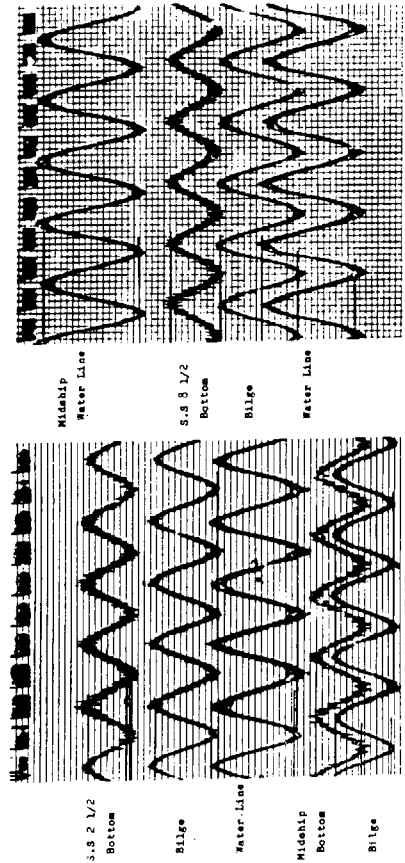 Midship
Water Line
S.S 8 1/2
Bottom
Bilge
Water Line
S.S 2 1/2
Bottom
Bilge
Water Line
Midship
Bottom
Bilge